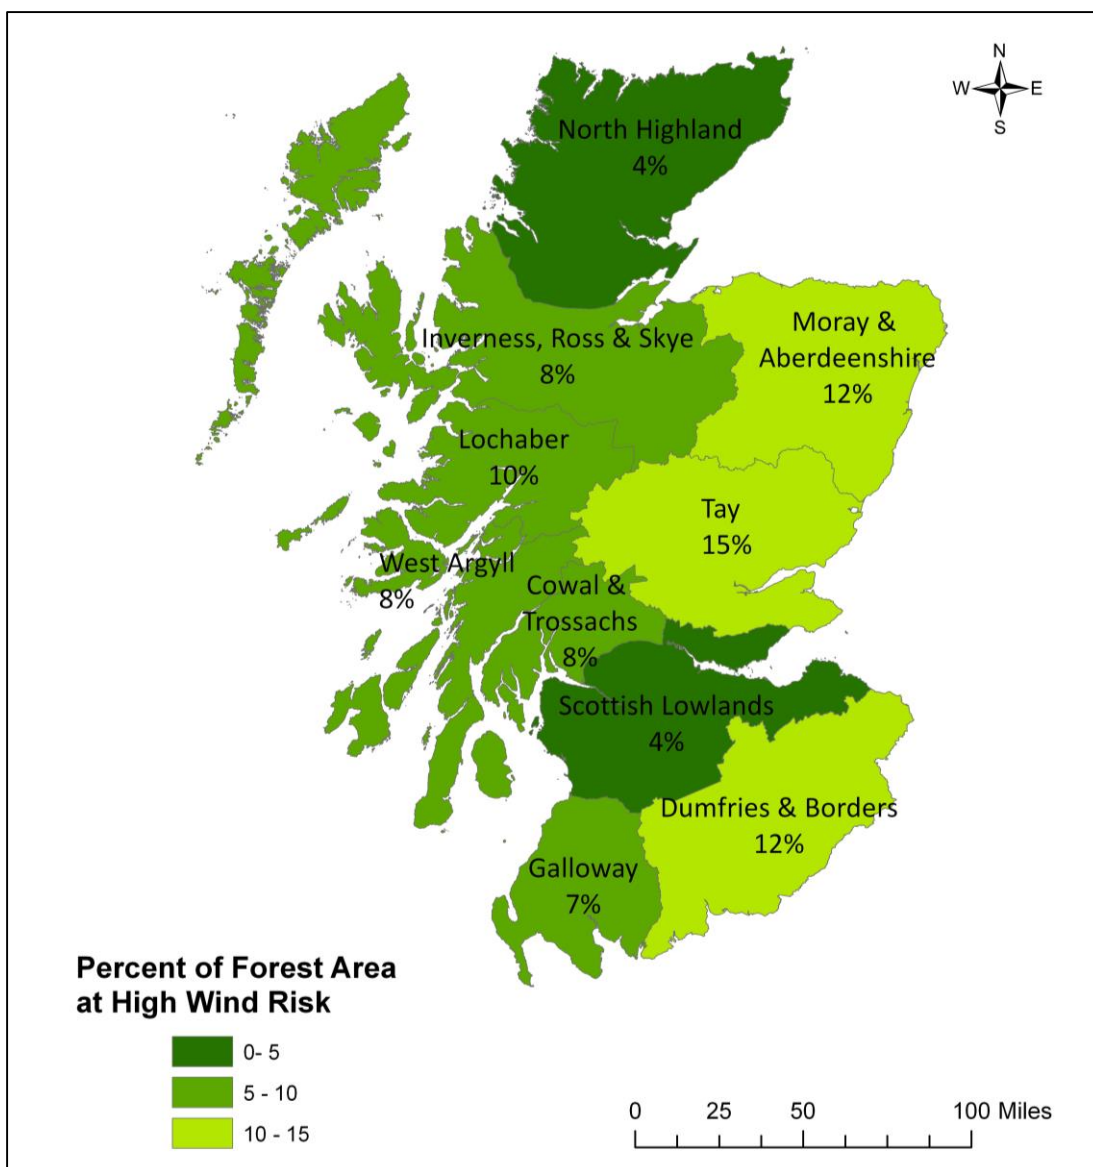 N
W E
S
North Highland
4%
Moray &
Aberdeenshire
12%
Inverness, Ross & Skye
8%
Lochaber
10%
Tay
15%
West Argyll
8%
Cowal &
Trossachs
8%
Scottish Lowlands
4%
Dumfries & Borders
12%
Galloway
7%
Percent of Forest Area
at High Wind Risk
0- 5
5 - 10
10 - 15
0 25 50 100 Miles